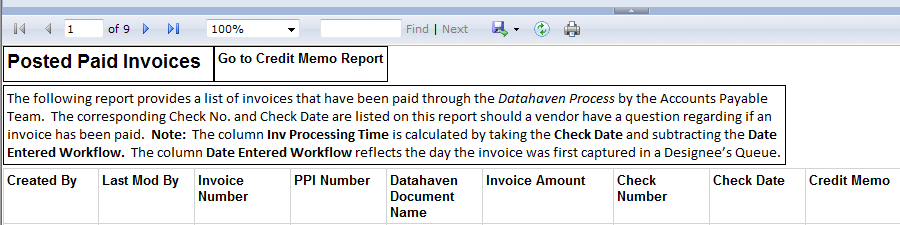 1 of 9 100% Find | Next
Posted Paid Invoices Go to Credit Memo Report
The following report provides a list of invoices that have been paid through the Datahaven Process by the Accounts Payable
Team. The corresponding Check No. and Check Date are listed on this report should a vendor have a question regarding if an
invoice has been paid. Note: The column Inv Processing Time is calculated by taking the Check Date and subtracting the Date
Entered Workflow. The column Date Entered Workflow reflects the day the invoice was first captured in a Designee's Queue.
Created By Last Mod By Invoice PPI Number Datahaven Invoice Amount Check Check Date Credit Memo
Number Document Number
Name